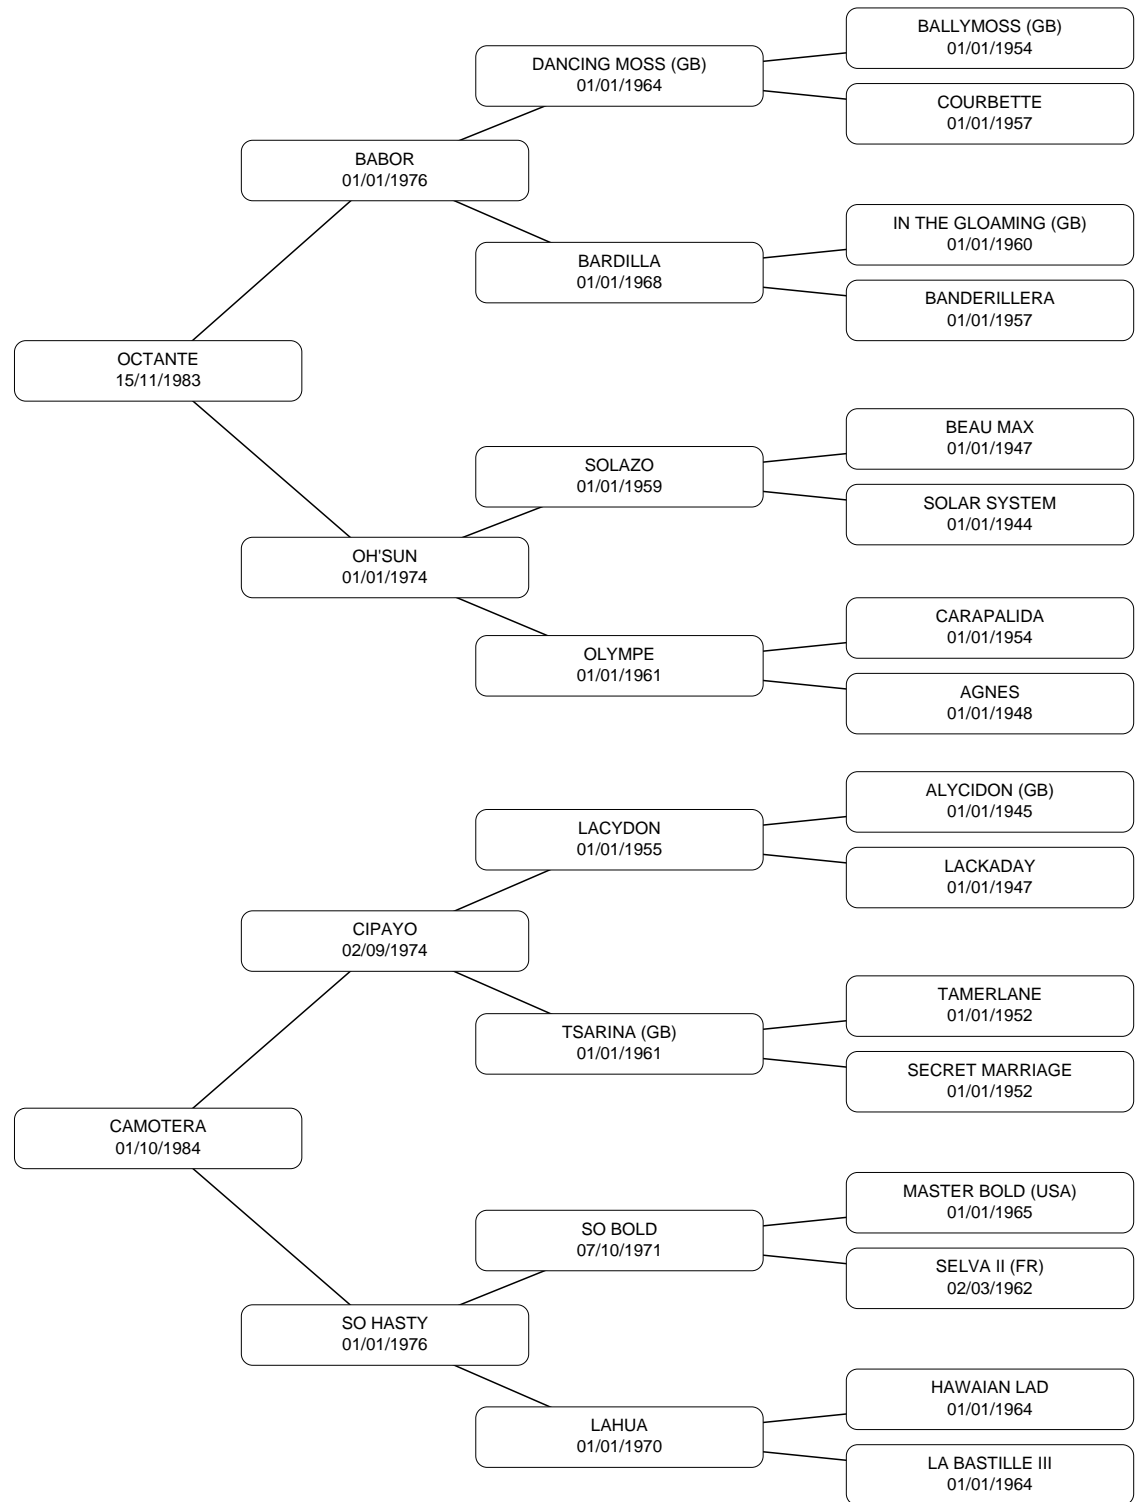 BALLYMOSS (GB)
01/01/1954
DANCING MOSS (GB)
01/01/1964
COURBETTE
01/01/1957
BABOR
01/01/1976
IN THE GLOAMING (GB)
01/01/1960
BARDILLA
01/01/1968
BANDERILLERA
01/01/1957
OCTANTE
15/11/1983
BEAU MAX
01/01/1947
SOLAZO
01/01/1959
SOLAR SYSTEM
01/01/1944
OH'SUN
01/01/1974
CARAPALIDA
01/01/1954
OLYMPE
01/01/1961
AGNES
01/01/1948
ALYCIDON (GB)
01/01/1945
LACYDON
01/01/1955
LACKADAY
01/01/1947
CIPAYO
02/09/1974
TAMERLANE
01/01/1952
TSARINA (GB)
01/01/1961
SECRET MARRIAGE
01/01/1952
CAMOTERA
01/10/1984
MASTER BOLD (USA)
01/01/1965
SO BOLD
07/10/1971
SELVA II (FR)
02/03/1962
SO HASTY
01/01/1976
HAWAIAN LAD
01/01/1964
LAHUA
01/01/1970
LA BASTILLE III
01/01/1964